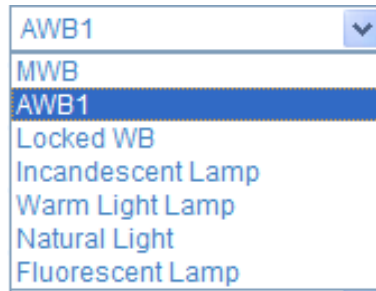 AWB1
MWB
AWB1
Locked WB
Incandescent Lamp
Warm Light Lamp
Natural Light
Fluorescent Lamp